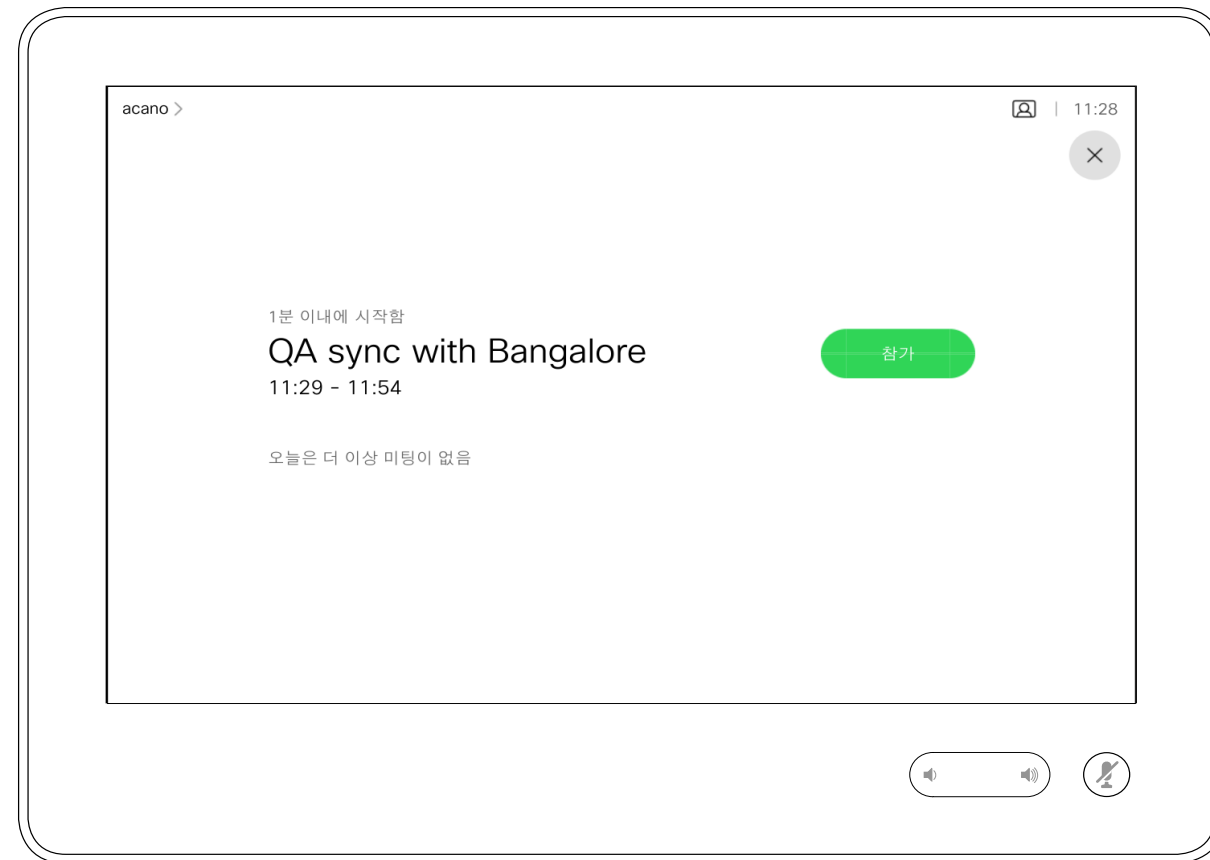 acano
11:28
1분 이내에 시작함
QA sync with Bangalore
참가
11:29 - 11:54
오늘은 더 이상 미팅이 없음